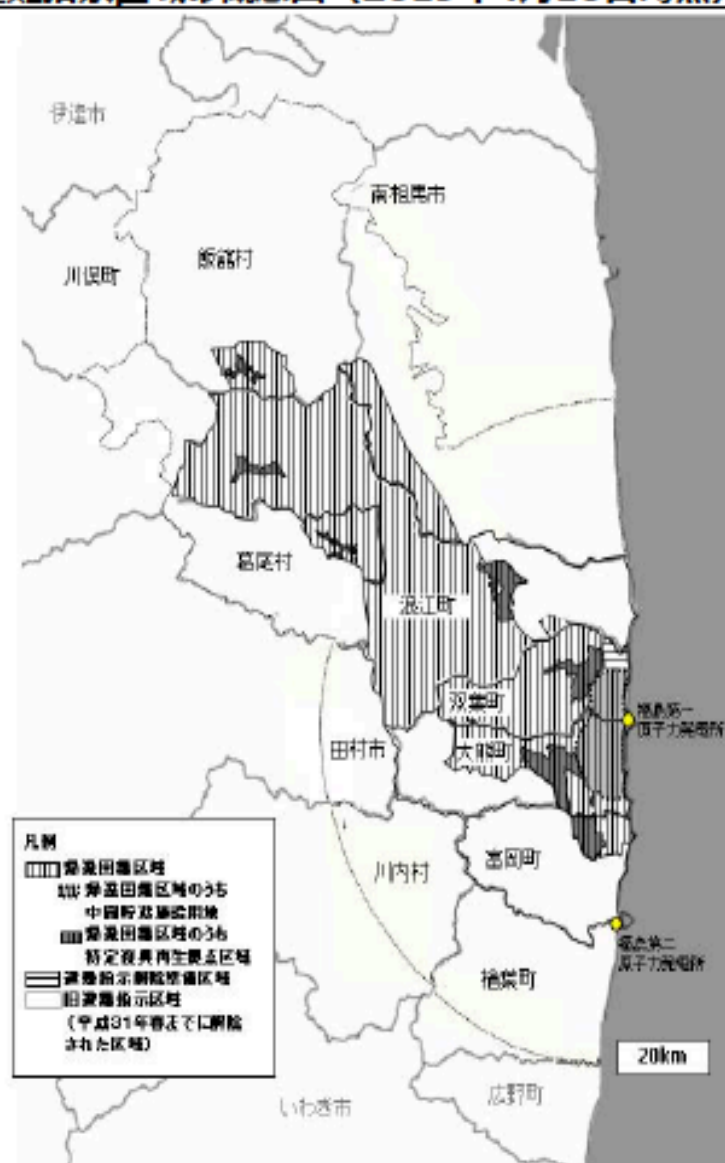 伊達市
南相馬市
飯舘村
川俣町
葛尾村
浪江町
双葉町
大熊町
福島第一
原子力発電所
田村市
川内村
富岡町
福島第二
原子力発電所
楢葉町
20km
広野町
いわき市
凡例
帰還困難区域
帰還困難区域のうち
中間貯蔵施設用地
帰還困難区域のうち
特定復興再生拠点区域
避難指示解除準備区域
旧避難指示区域
(平成31年春までに解除
された区域)